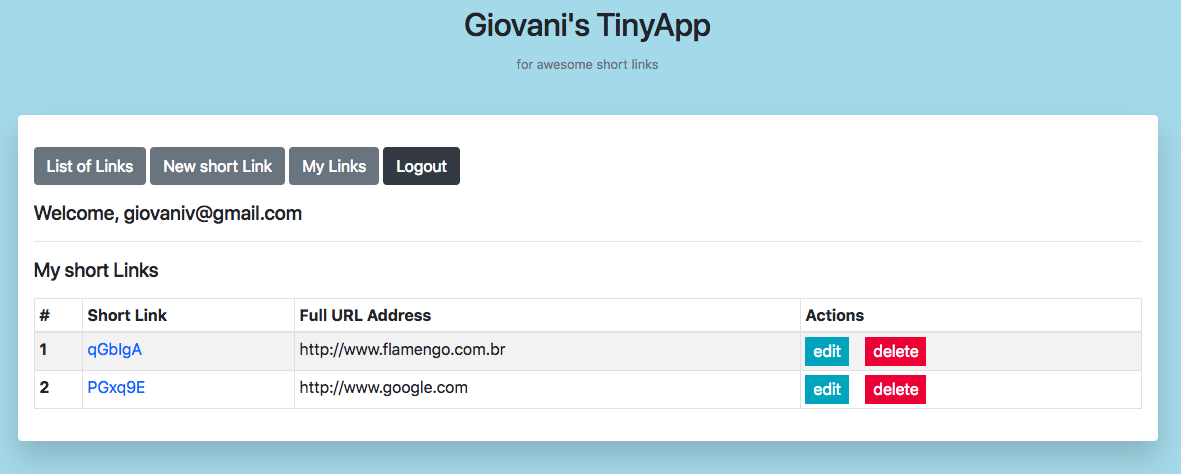 Giovani's TinyApp
for awesome short links
List of Links New short Link My Links Logout
Welcome, giovaniv@gmail.com
My short Links
# Short Link Full URL Address Actions
1 qGbIgA http://www.flamengo.com.br edit delete
2 PGxq9E http://www.google.com edit delete